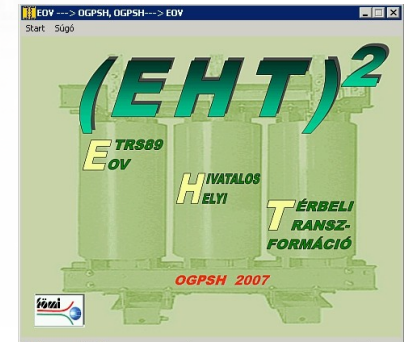 EOV ---> OGPSH, OGPSH---> EOV
Start Súgó
(EHT)2
ETRS89
EOV
HIVATALOS
HELYI
TÉRBELI
TRANSZ-
FORMÁCIÓ
OGPSH 2007
fömi